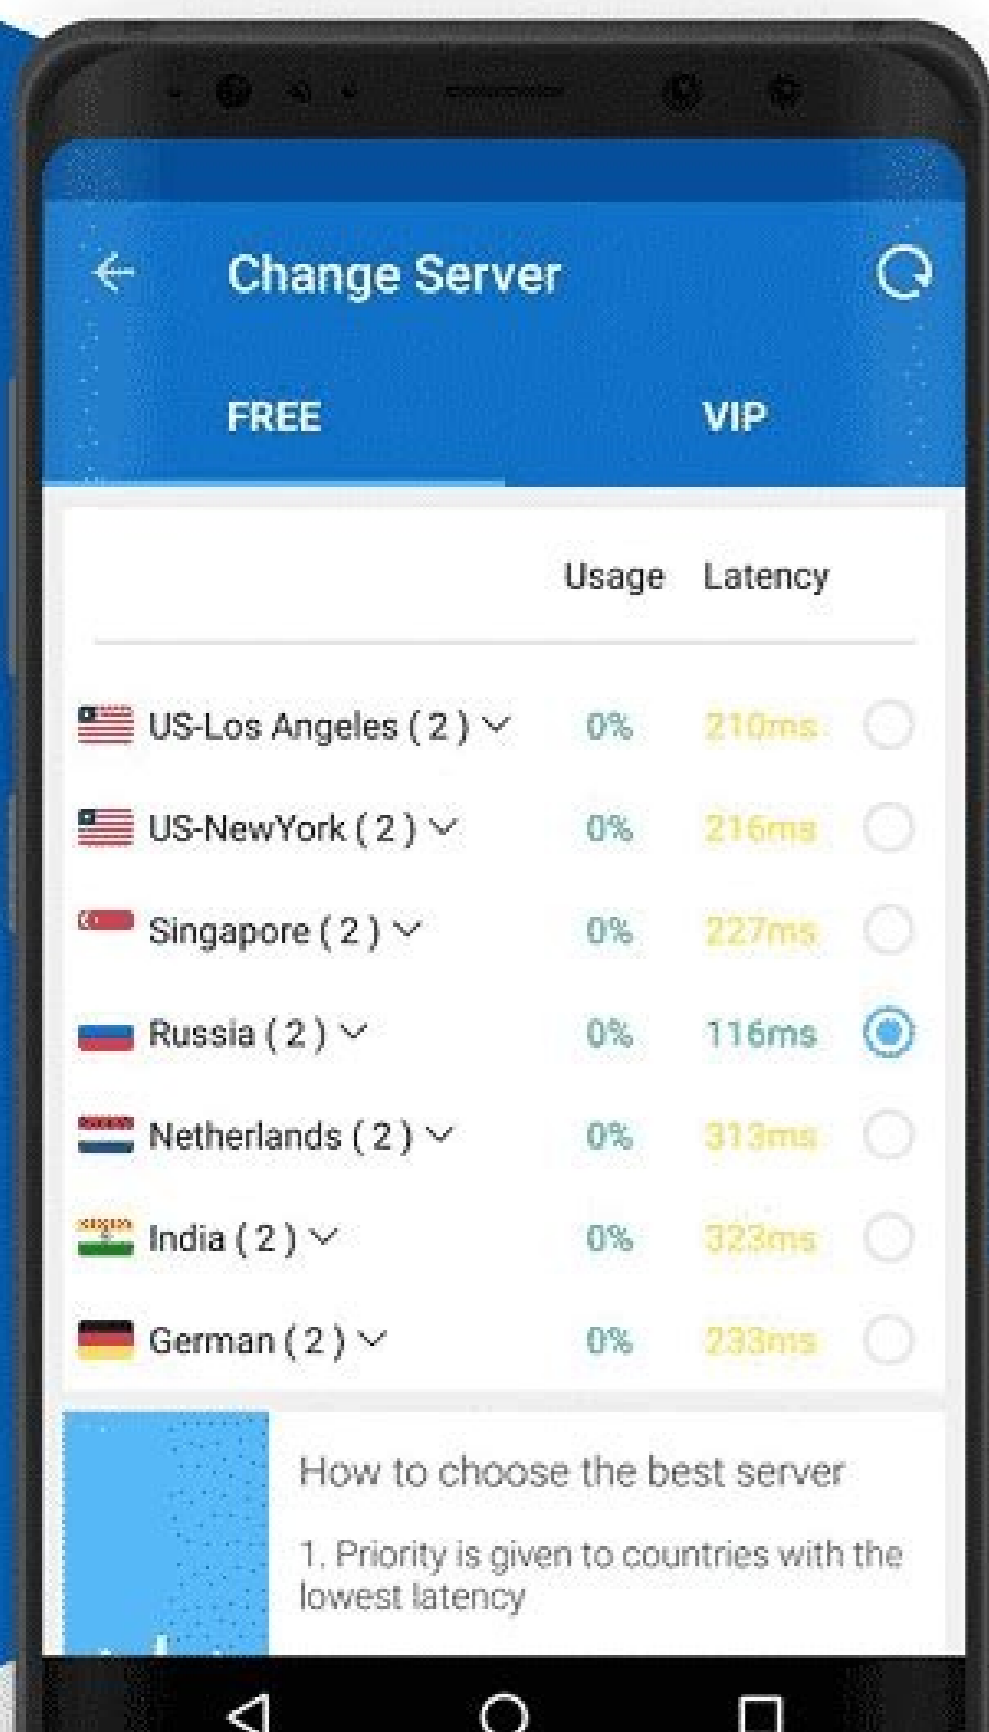 Change Server
FREE VIP
Usage Latency
US-Los Angeles ( 2 ) 0% 210ms
US-NewYork ( 2 ) 0% 216ms
Singapore ( 2 ) 0% 227ms
Russia ( 2 ) 0% 116ms
Netherlands ( 2 ) 0% 313ms
India ( 2 ) 0% 323ms
German ( 2 ) 0% 233ms
How to choose the best server
1. Priority is given to countries with the
lowest latency